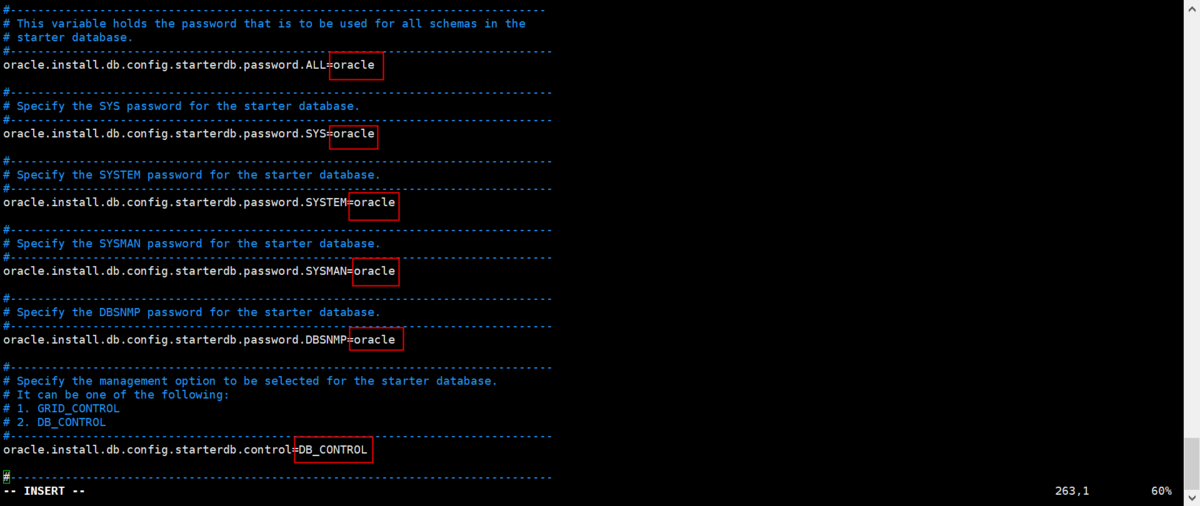 #------------------------------------------------------------------------------
# This variable holds the password that is to be used for all schemas in the
# starter database.
#-------------------------------------------------------------------------------
oracle.install.db.config.starterdb.password.ALL=oracle
#-------------------------------------------------------------------------------
# Specify the SYS password for the starter database.
#-------------------------------------------------------------------------------
oracle.install.db.config.starterdb.password.SYS=oracle
#-------------------------------------------------------------------------------
# Specify the SYSTEM password for the starter database.
#-------------------------------------------------------------------------------
oracle.install.db.config.starterdb.password.SYSTEM=oracle
#-------------------------------------------------------------------------------
# Specify the SYSMAN password for the starter database.
#-------------------------------------------------------------------------------
oracle.install.db.config.starterdb.password.SYSMAN=oracle
#-------------------------------------------------------------------------------
# Specify the DBSNMP password for the starter database.
#-------------------------------------------------------------------------------
oracle.install.db.config.starterdb.password.DBSNMP=oracle
#-------------------------------------------------------------------------------
# Specify the management option to be selected for the starter database.
# It can be one of the following:
# 1. GRID_CONTROL
# 2. DB_CONTROL
#-------------------------------------------------------------------------------
oracle.install.db.config.starterdb.control=DB_CONTROL
#-------------------------------------------------------------------------------
-- INSERT -- 263,1 60%